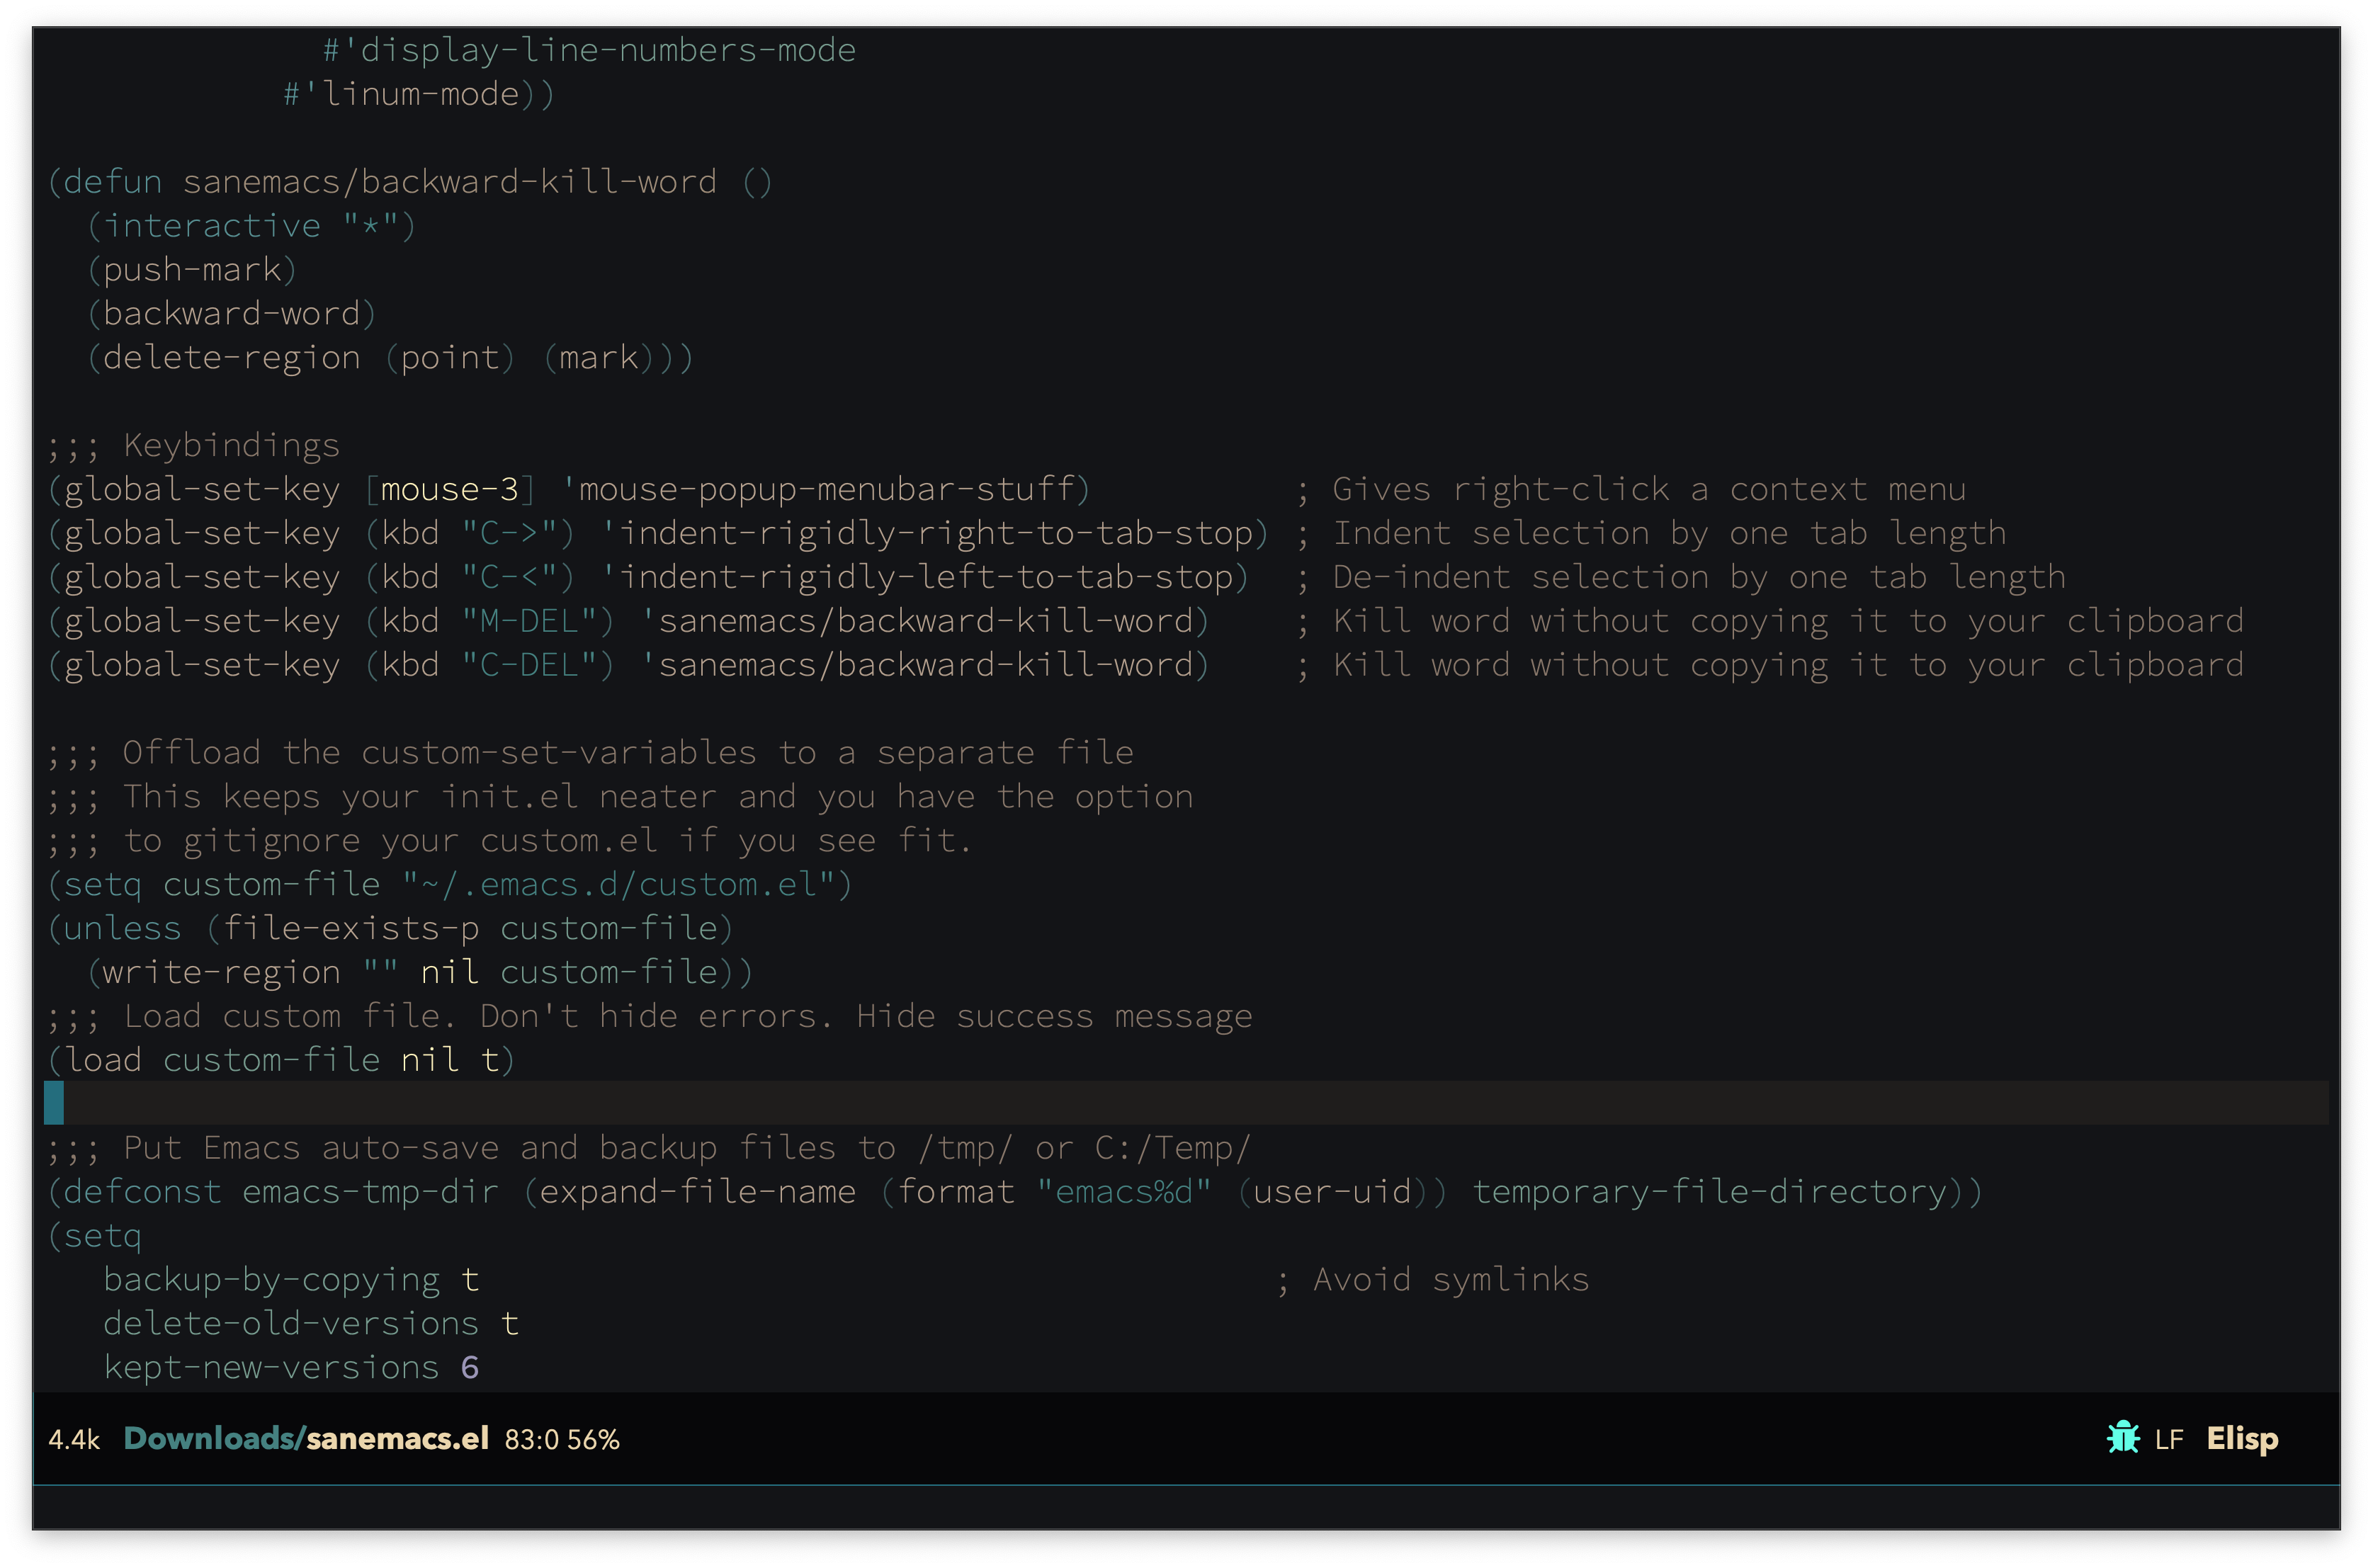 #'display-line-numbers-mode
#'linum-mode))
(defun sanemacs/backward-kill-word ()
(interactive "*")
(push-mark)
(backward-word)
(delete-region (point) (mark)))
;;; Keybindings
(global-set-key [mouse-3] 'mouse-popup-menubar-stuff) ; Gives right-click a context menu
(global-set-key (kbd "C->") 'indent-rigidly-right-to-tab-stop) ; Indent selection by one tab length
(global-set-key (kbd "C-<") 'indent-rigidly-left-to-tab-stop) ; De-indent selection by one tab length
(global-set-key (kbd "M-DEL") 'sanemacs/backward-kill-word) ; Kill word without copying it to your clipboard
(global-set-key (kbd "C-DEL") 'sanemacs/backward-kill-word) ; Kill word without copying it to your clipboard
;;; Offload the custom-set-variables to a separate file
;;; This keeps your init.el neater and you have the option
;;; to gitignore your custom.el if you see fit.
(setq custom-file "~/.emacs.d/custom.el")
(unless (file-exists-p custom-file)
(write-region "" nil custom-file))
;;; Load custom file. Don't hide errors. Hide success message
(load custom-file nil t)
;;; Put Emacs auto-save and backup files to /tmp/ or C:/Temp/
(defconst emacs-tmp-dir (expand-file-name (format "emacs%d" (user-uid)) temporary-file-directory))
(setq
backup-by-copying t ; Avoid symlinks
delete-old-versions t
kept-new-versions 6
4.4k Downloads/sanemacs.el 83:0 56% LF Elisp